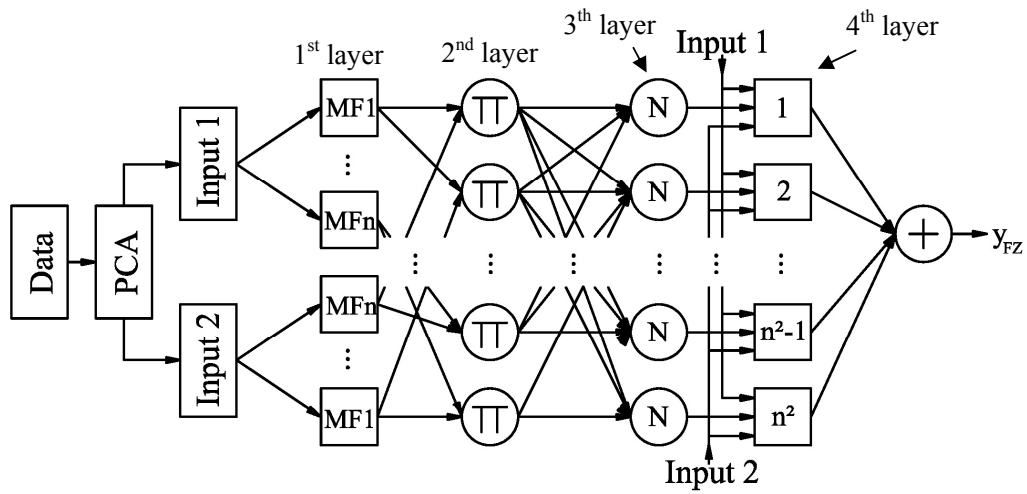 1st layer
2nd layer
3th layer
4th layer
Input 1
Data
PCA
Input 1
Input 2
MF1
...
MFn
MFn
...
MF1
∏
∏
...
...
∏
∏
N
N
...
N
N
...
1
2
...
n²-1
n²
Input 2
+
yFZ